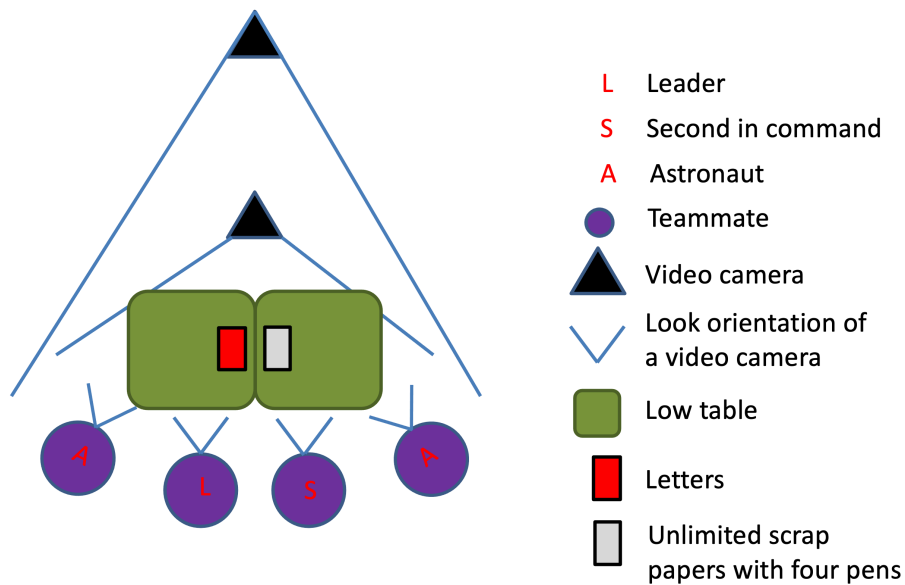 L Leader
S Second in command
A Astronaut
Teammate
Video camera
Look orientation of
a video camera
Low table
Letters
Unlimited scrap
papers with four pens
A
L
S
A